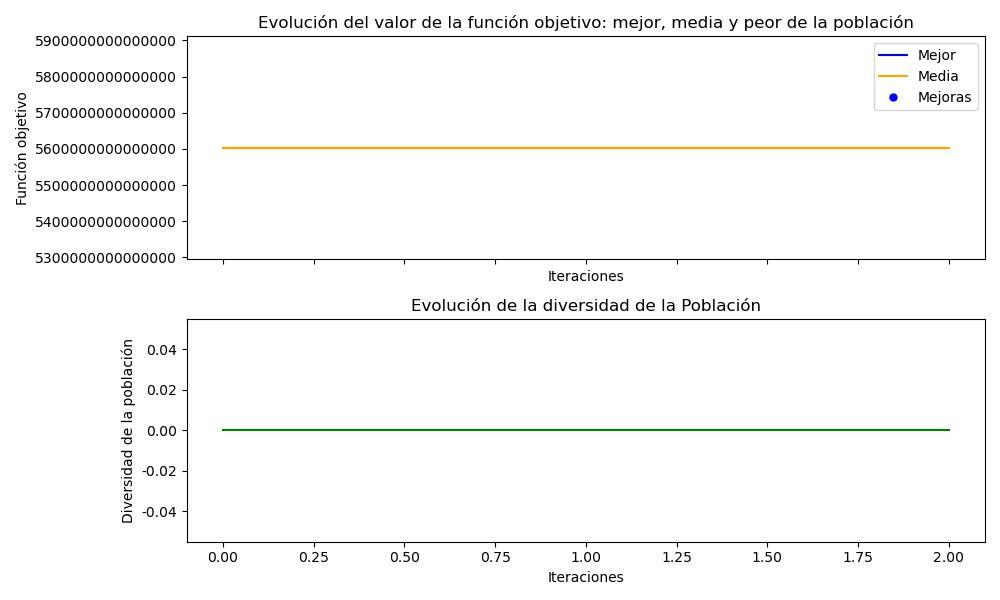 Evolución del valor de la función objetivo: mejor, media y peor de la población
5900000000000000
5800000000000000
5700000000000000
5600000000000000
5500000000000000
5400000000000000
5300000000000000
Función objetivo
Mejor
Media
Mejoras
Iteraciones
Evolución de la diversidad de la Población
0.04
0.02
0.00
-0.02
-0.04
Diversidad de la población
0.00 0.25 0.50 0.75 1.00 1.25 1.50 1.75 2.00
Iteraciones